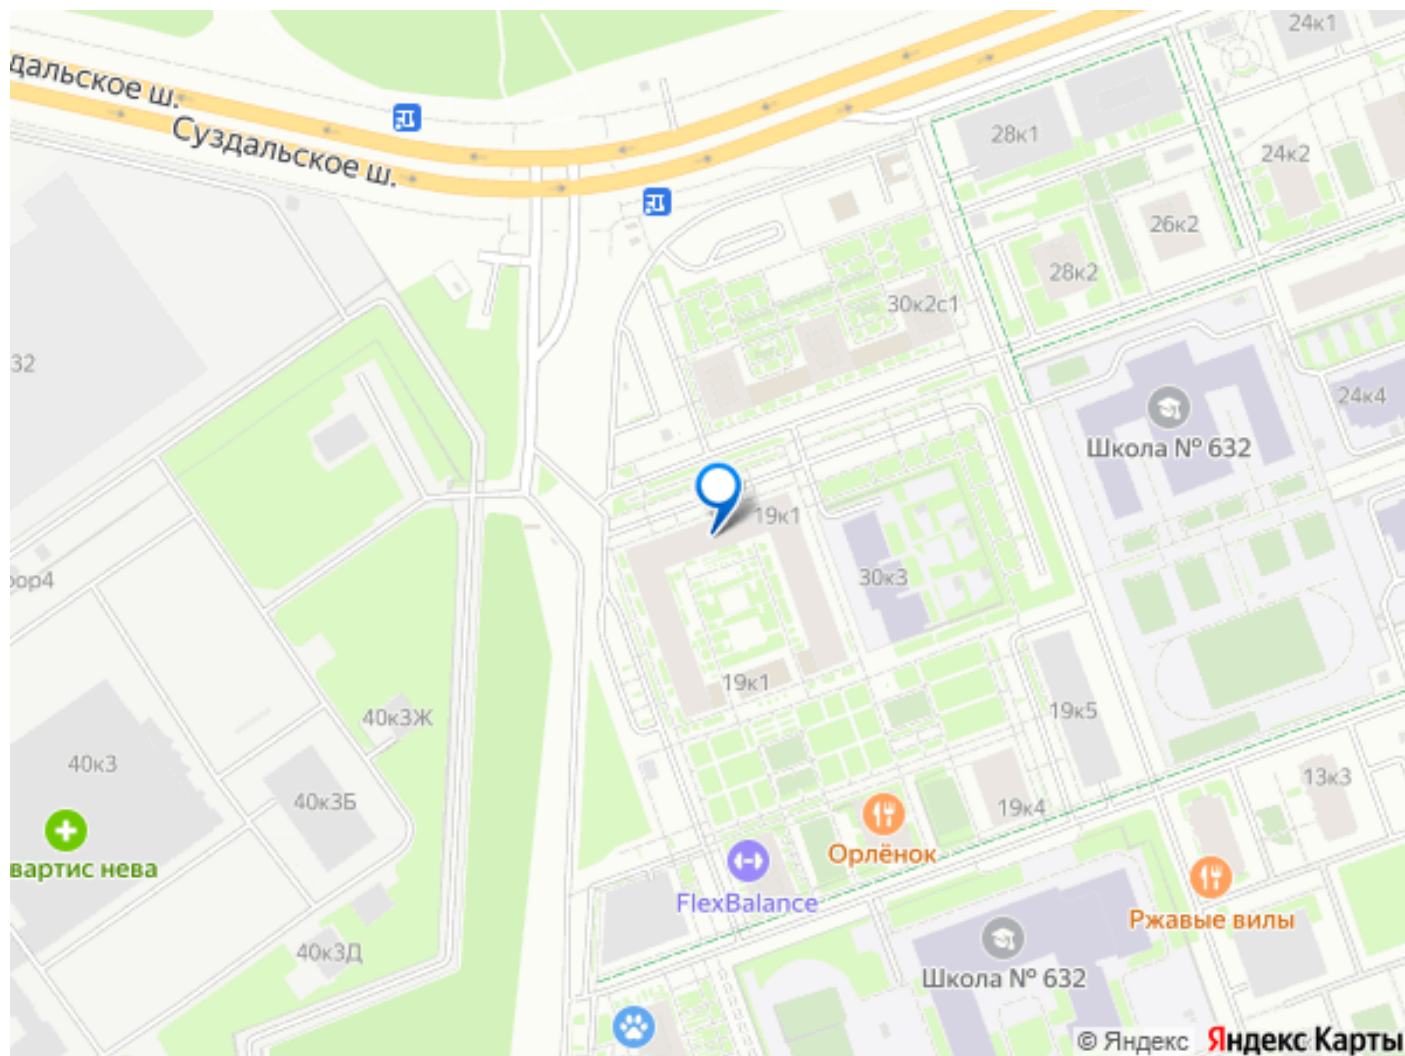 24к1
дальское ш.
Суздальское ш.
28к1
24к2
26к2
28к2
30к2с1
32
24к4
Школа № 632
19к1
30к3
ор4
19к1
40к3Ж
19к5
40к3
13к3
40к3Б
19к4
Орлёнок
вартис нева
FlexBalance
Ржавые вилы
40к3Д
Школа № 632
© Яндекс
Яндекс Карты